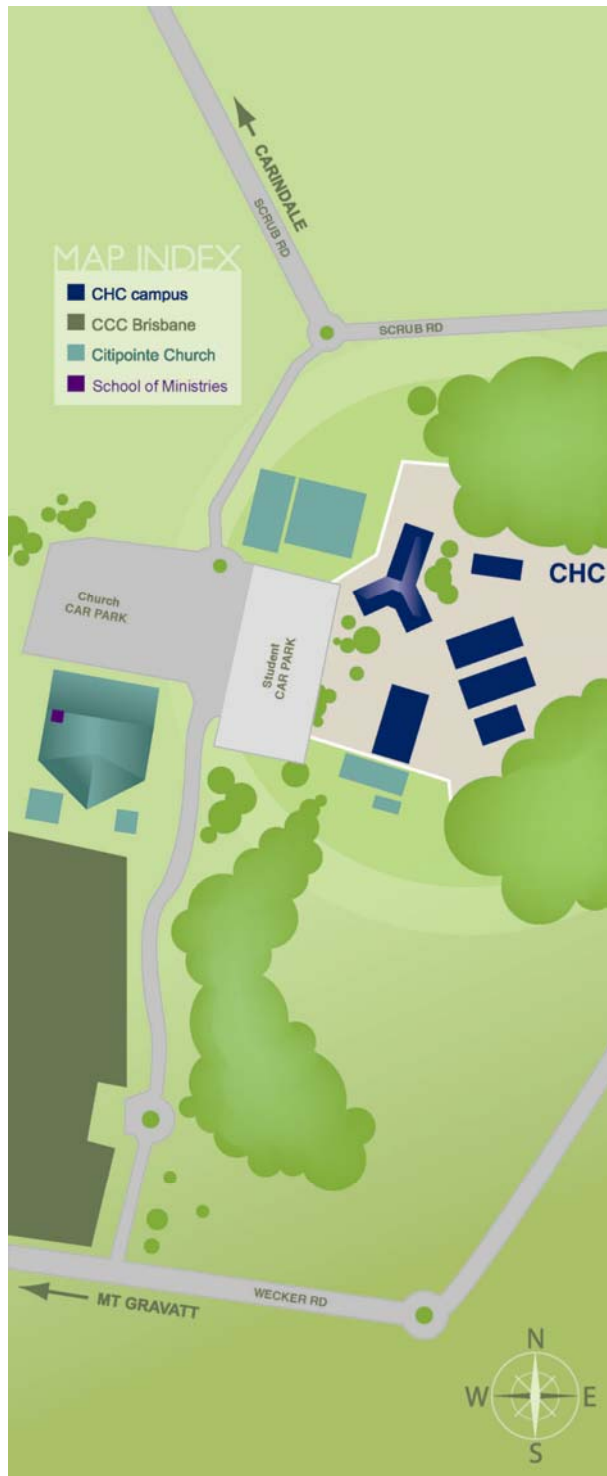 CARINDALE
SCRUB RD
MAP INDEX
CHC campus
CCC Brisbane
Citipointe Church
School of Ministries
SCRUB RD
CHC
Church
CAR PARK
Student
CAR PARK
WECKER RD
MT GRAVATT
N
W E
S